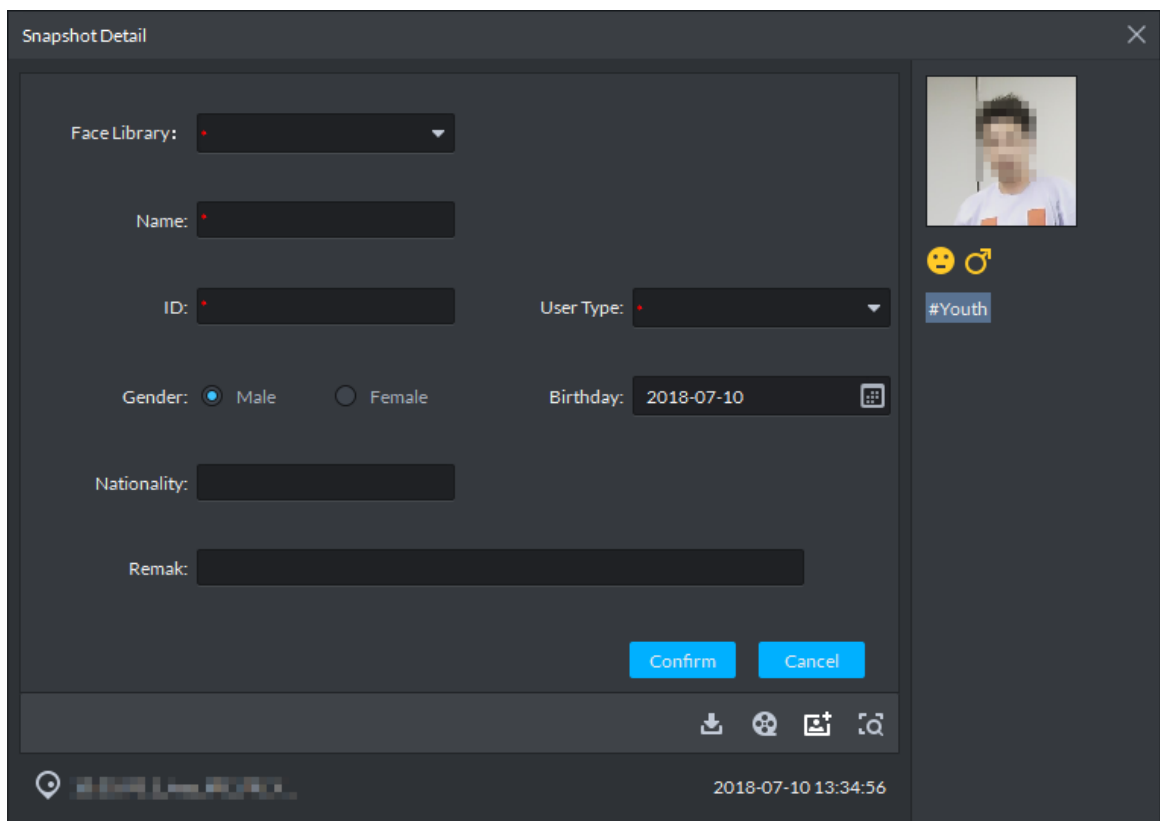 Snapshot Detail
Face Library: *
Name: *
ID: * User Type: *
#Youth
Gender: Male Female Birthday: 2018-07-10
Nationality:
Remak:
Confirm Cancel
2018-07-10 13:34:56